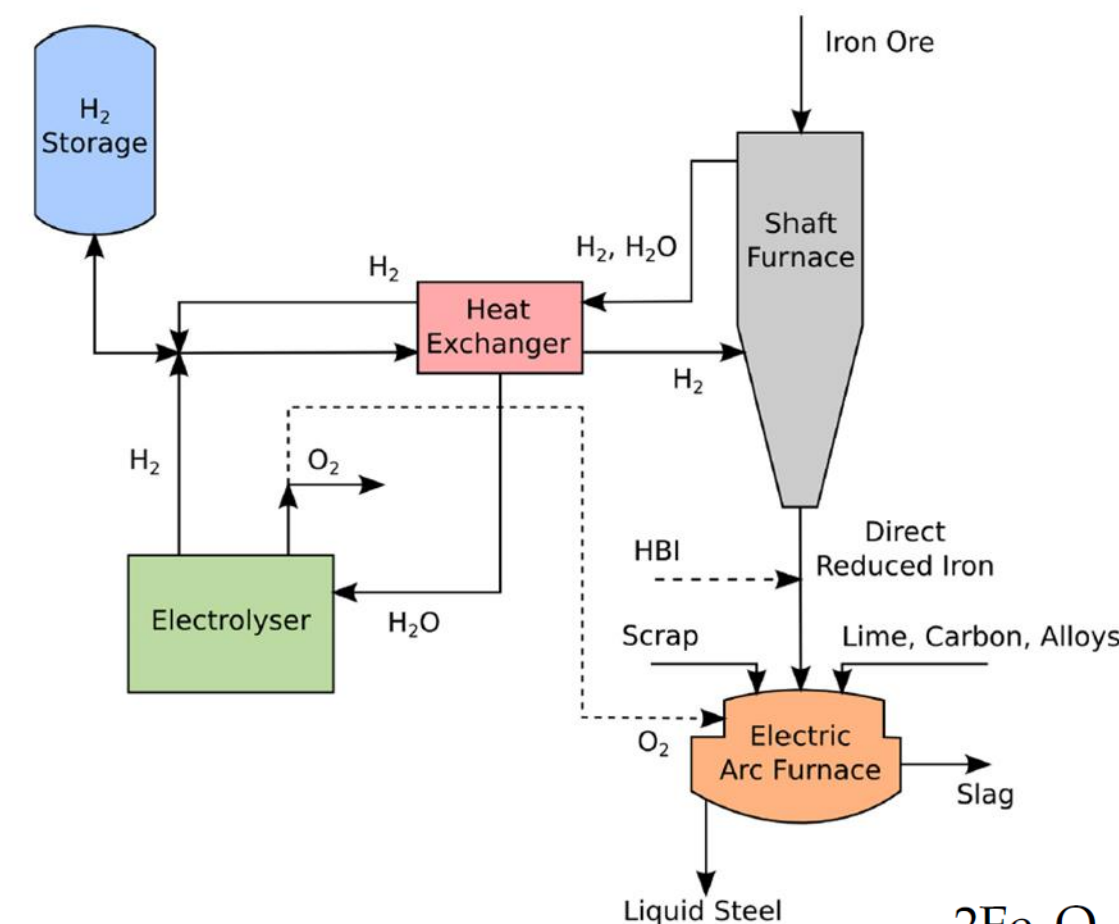 Iron Ore
H₂
Storage
Shaft
Furnace
H₂, H₂O
H₂
Heat
Exchanger
H₂
H₂
O₂
Direct
Reduced Iron
HBI
Electrolyser
H₂O
Scrap
Lime, Carbon, Alloys
O₂
Electric
Arc Furnace
Slag
Liquid Steel